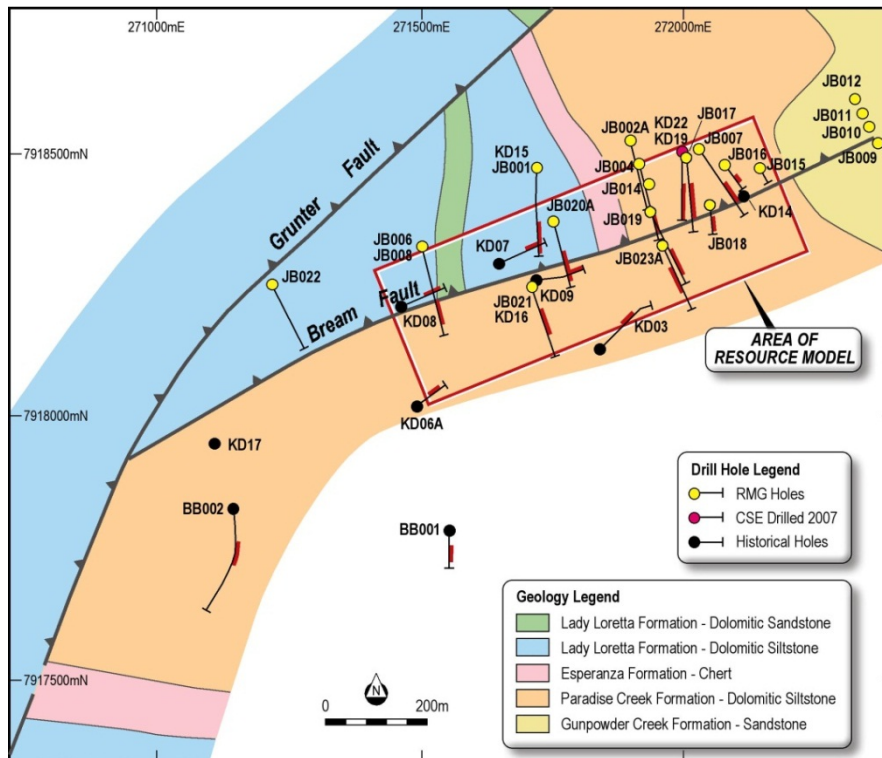 271000mE
271500mE
272000mE
7918500mN
7918000mN
7917500mN
JB012
JB011
JB010
JB009
KD22
KD19
JB017
JB002A
JB007
JB004
JB016
JB015
JB014
KD15
JB001
JB020A
JB019
KD14
JB018
KD07
JB023A
JB006
JB008
JB022
Grunter Fault
Bream Fault
KD08
JB021
KD16
KD09
KD03
AREA OF
RESOURCE MODEL
KD06A
KD17
BB002
BB001
Drill Hole Legend
RMG Holes
CSE Drilled 2007
Historical Holes
Geology Legend
Lady Loretta Formation - Dolomitic Sandstone
Lady Loretta Formation - Dolomitic Siltstone
Esperanza Formation - Chert
Paradise Creek Formation - Dolomitic Siltstone
Gunpowder Creek Formation - Sandstone
N
0
200m